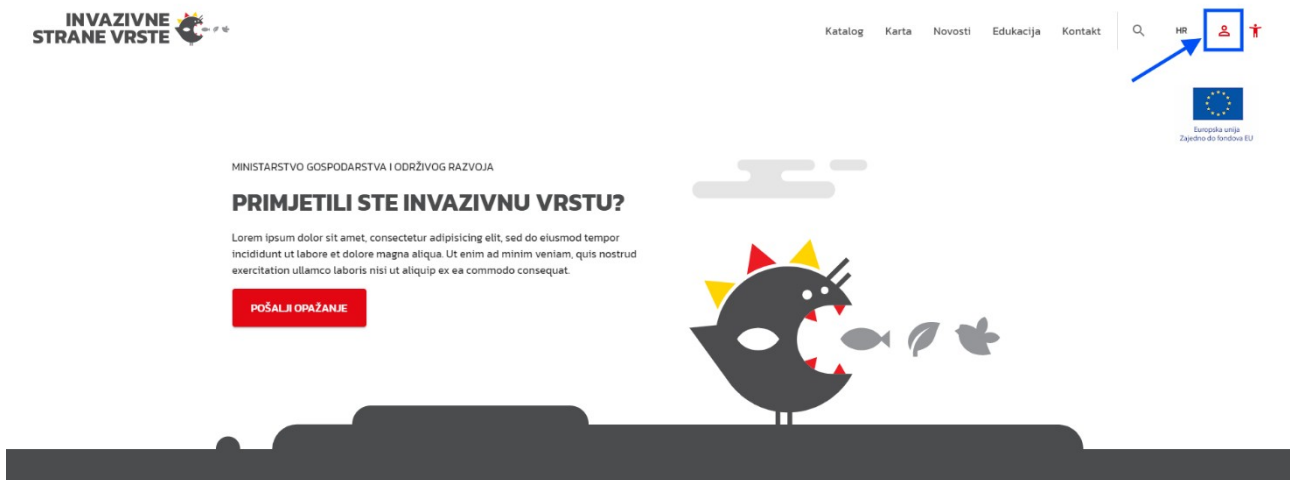 INVAZIVNE
STRANE VRSTE
Katalog Karta Novosti Edukacija Kontakt HR
Europska unija
Zajedno do fondova EU
MINISTARSTVO GOSPODARSTVA I ODRŽIVOG RAZVOJA
PRIMJETILI STE INVAZIVNU VRSTU?
Lorem ipsum dolor sit amet, consectetur adipisicing elit, sed do eiusmod tempor
incididunt ut labore et dolore magna aliqua. Ut enim ad minim veniam, quis nostrud
exercitation ullamco laboris nisi ut aliquip ex ea commodo consequat.
POŠALJI OPAŽANJE